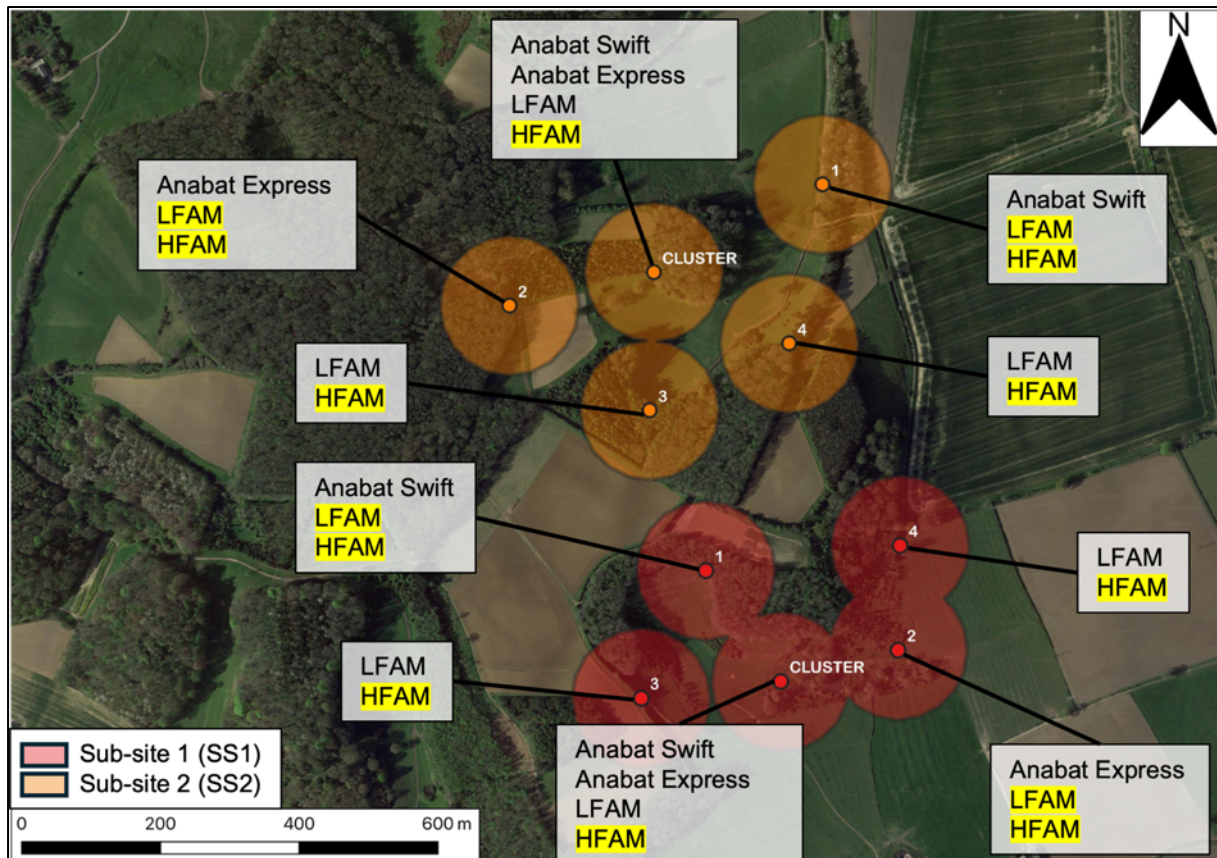 N
Anabat Swift
Anabat Express
LFAM
HFAM
Anabat Express
LFAM
HFAM
1
Anabat Swift
LFAM
HFAM
CLUSTER
2
4
LFAM
HFAM
LFAM
HFAM
3
Anabat Swift
LFAM
HFAM
1
4
LFAM
HFAM
2
LFAM
HFAM
3
CLUSTER
Anabat Swift
Anabat Express
LFAM
HFAM
Anabat Express
LFAM
HFAM
Sub-site 1 (SS1)
Sub-site 2 (SS2)
0 200 400 600 m